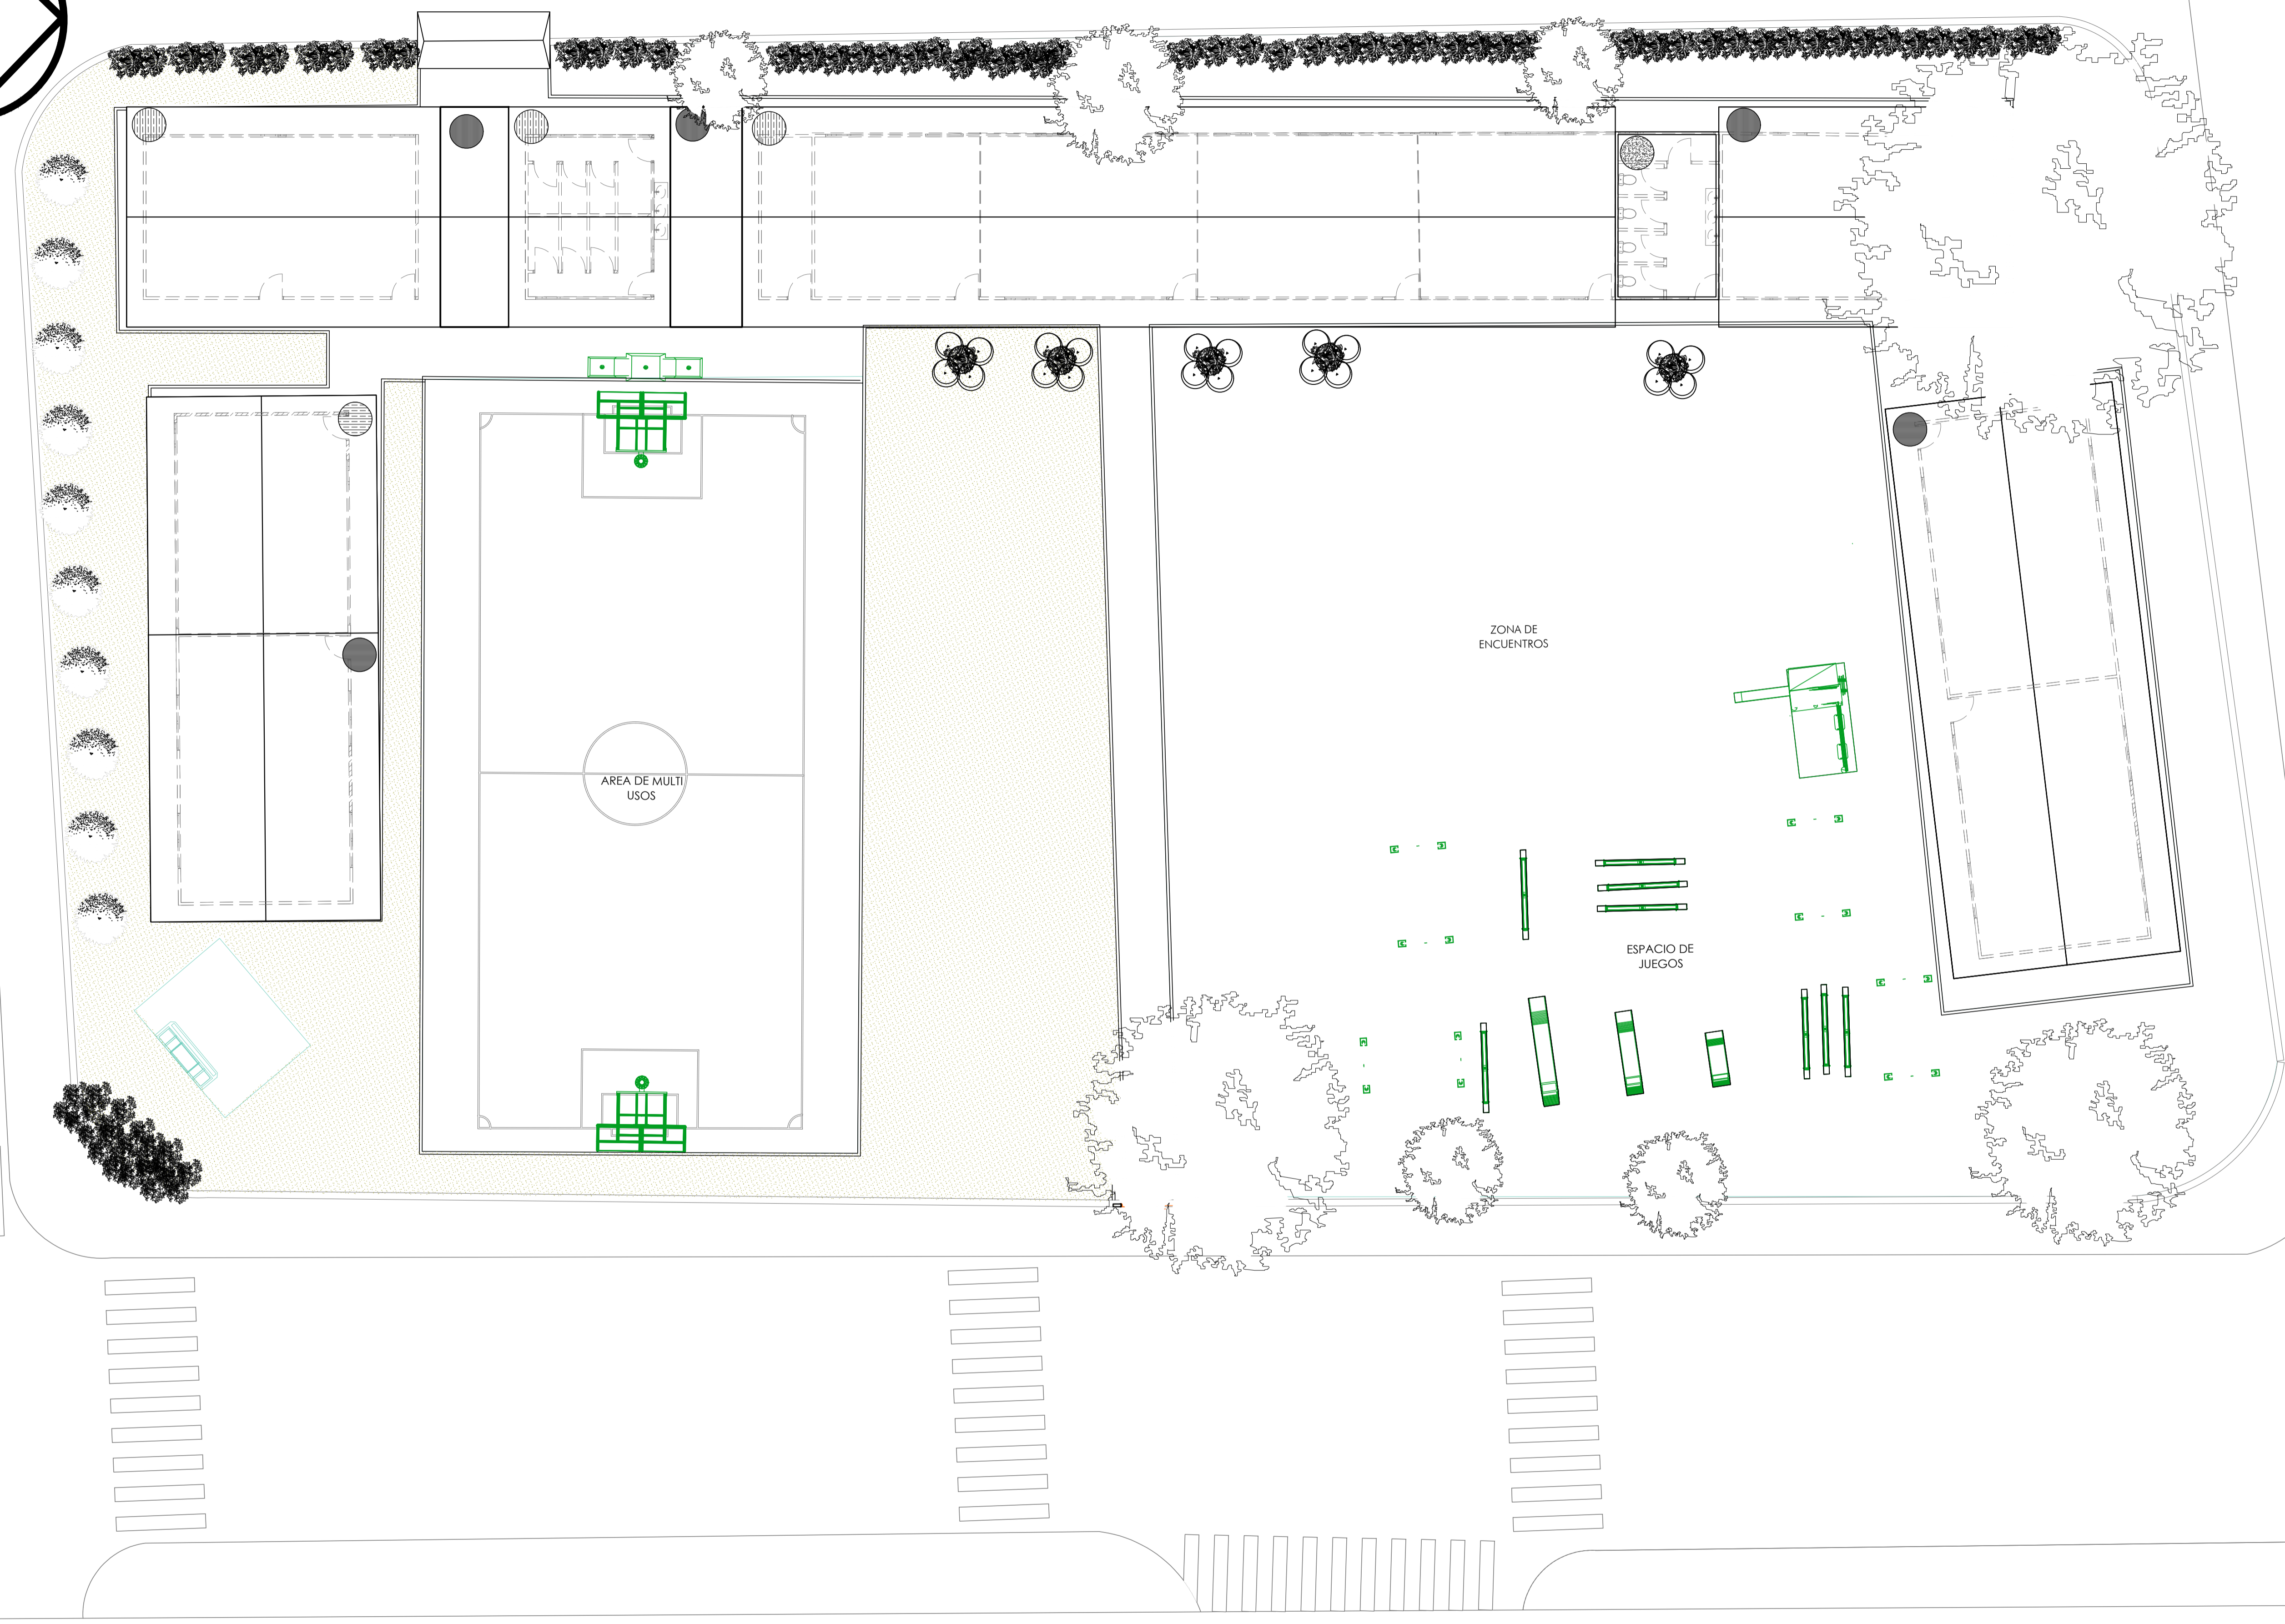 ZONA DE
ENCUENTROS
AREA DE MULTI
USOS
ESPACIO DE
JUEGOS